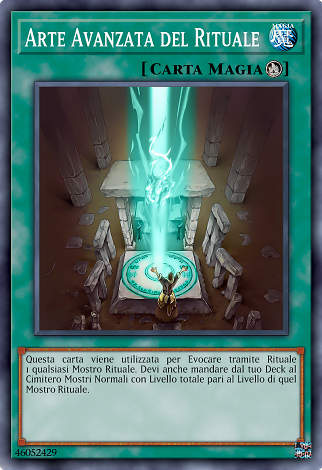 Arte Avanzata del Rituale
MAGIA
魔
[Carta Magia]
Questa carta viene utilizzata per Evocare tramite Rituale
i qualsiasi Mostro Rituale. Devi anche mandare dal tuo Deck al
Cimitero Mostri Normali con Livello totale pari al Livello di quel
Mostro Rituale.
46052429